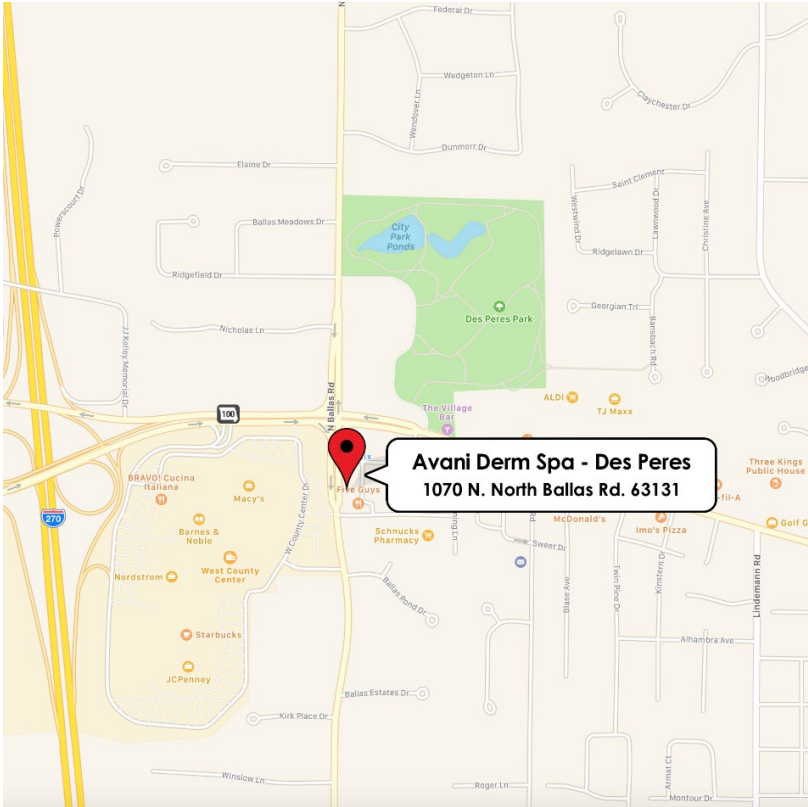 N
Federal Dr
Wedgeton Ln
Wendover Ln
Claychester Dr
Dunmorr Dr
Elaine Dr
Saint Clement
Powerscourt Dr
Westwind Dr
Lawnwood Dr
Christine Ave
Ballas Meadows Dr
City
Park
Ponds
Ridgelawn Dr
Ridgefield Dr
Georgian Trl
Des Peres Park
Nicholas Ln
JJ Kelley Memorial Dr
Bansbach Rd
N Ballas Rd
ALDI
TJ Maxx
The Village
Bar
100
Avani Derm Spa - Des Peres
1070 N. North Ballas Rd. 63131
BRAVO! Cucina
Italiana
Macy's
Five Guys
W County Center Dr
Three Kings
Public House
-fil-A
270
Barnes &
Noble
Schnucks
Pharmacy
McDonald's
Imo's Pizza
Golf G
Sweet Dr
West County
Center
Nordstrom
Ballas Pond Dr
Blase Ave
Twin Pine Dr
Kinstern Dr
Lindemann Rd
Starbucks
Alhambra Ave
JCPenney
Ballas Estates Dr
Kirk Place Dr
Winslow Ln
Roger Ln
Armat Ct
Montour Dr